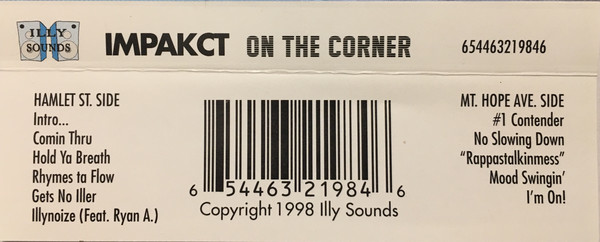 ILLY
SOUNDS
IMPAKCT ON THE CORNER
654463219846
HAMLET ST. SIDE
Intro...
Comin Thru
Hold Ya Breath
Rhymes ta Flow
Gets No Iller
Illynoize (Feat. Ryan A.)
6 54463 21984 6
Copyright 1998 Illy Sounds
MT. HOPE AVE. SIDE
#1 Contender
No Slowing Down
"Rappastalkinmess"
Mood Swingin'
I'm On!